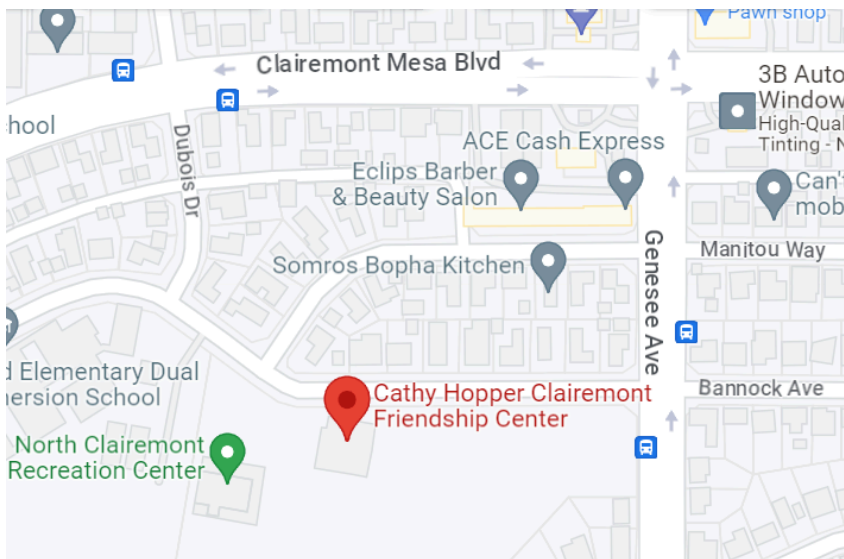 Pawn shop
Clairemont Mesa Blvd
3B Auto
Window
High-Qual
Tinting - N
hool
Dubois Dr
ACE Cash Express
Eclips Barber
& Beauty Salon
Can't
mob
Genesee Ave
Manitou Way
Somros Bopha Kitchen
d Elementary Dual
mersion School
Cathy Hopper Clairemont
Friendship Center
Bannock Ave
North Clairemont
Recreation Center